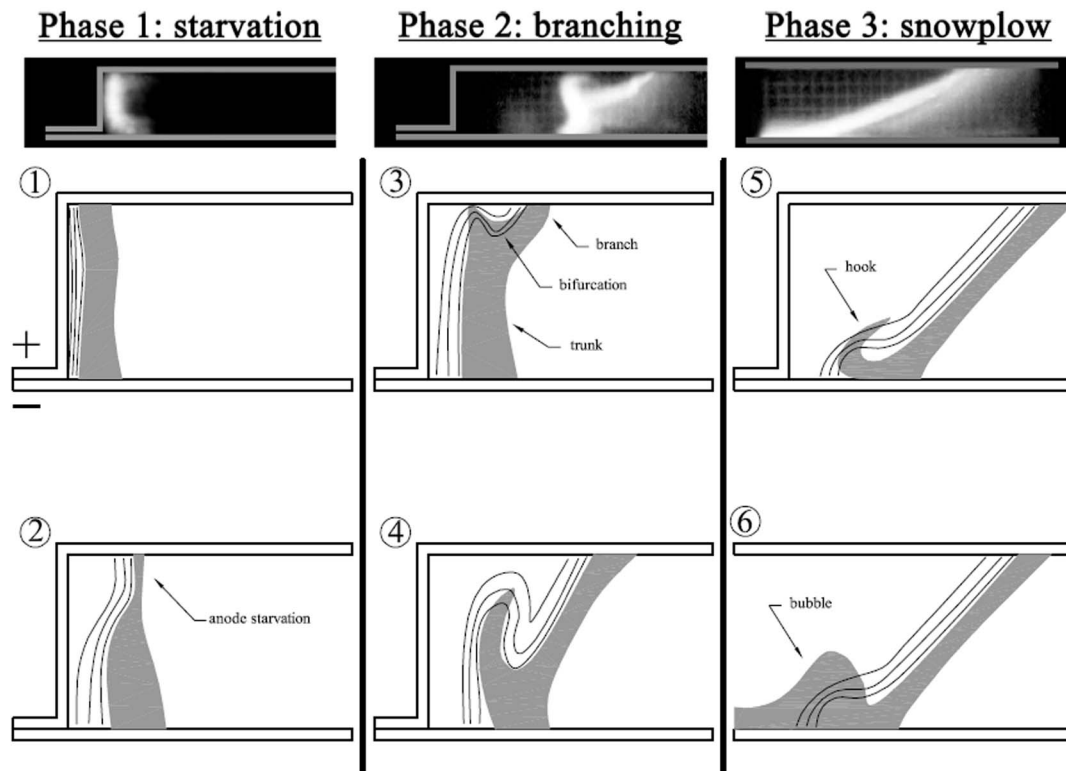 Phase 1: starvation
Phase 2: branching
Phase 3: snowplow
1
3
5
branch
bifurcation
trunk
hook
+
−
2
4
6
anode starvation
bubble